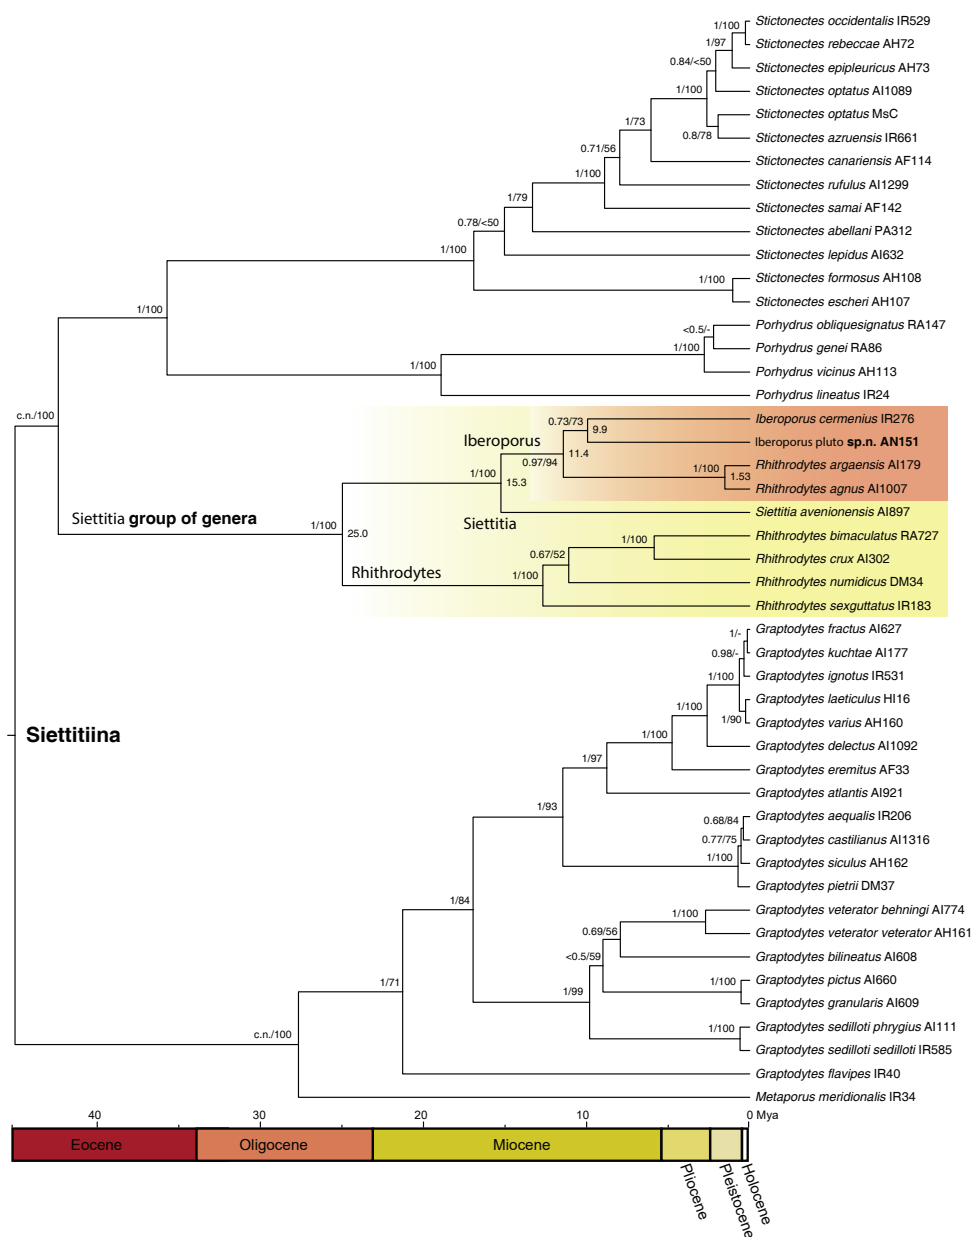 1/100
Stictonectes occidentalis IR529
1/97
Stictonectes rebeccae AH72
0.84/<50
Stictonectes epipleuricus AH73
1/100
Stictonectes optatus AI1089
Stictonectes optatus MsC
1/73
0.8/78
Stictonectes azruensis IR661
0.71/56
Stictonectes canariensis AF114
1/100
Stictonectes rufulus AI1299
1/79
Stictonectes samai AF142
0.78/<50
Stictonectes abellani PA312
1/100
Stictonectes lepidus AI632
1/100
Stictonectes formosus AH108
Stictonectes escheri AH107
1/100
<0.5/-
Porhydrus obliquesignatus RA147
1/100
Porhydrus genei RA86
1/100
Porhydrus vicinus AH113
Porhydrus lineatus IR24
c.n./100
0.73/73
9.9
Iberoporus cermenius IR276
Iberoporus
Iberoporus pluto sp.n. AN151
0.97/94
11.4
1/100
1.53
Rhithrodytes argaensis AI179
1/100
15.3
Rhithrodytes agnus AI1007
Siettitia
Siettitia avenionensis AI897
Siettitia group of genera
1/100
25.0
1/100
Rhithrodytes bimaculatus RA727
0.67/52
Rhithrodytes crux AI302
Rhithrodytes
1/100
Rhithrodytes numidicus DM34
Rhithrodytes sexguttatus IR183
1/-
Graptodytes fractus AI627
0.98/-
Graptodytes kuchtae AI177
1/100
Graptodytes ignotus IR531
Graptodytes laeticulus HI16
1/100
1/90
Graptodytes varius AH160
Siettitiina
1/100
Graptodytes delectus AI1092
1/97
Graptodytes eremitus AF33
Graptodytes atlantis AI921
1/93
0.68/84
Graptodytes aequalis IR206
0.77/75
Graptodytes castilianus AI1316
1/100
Graptodytes siculus AH162
Graptodytes pietrii DM37
1/84
1/100
Graptodytes veterator behningi AI774
0.69/56
Graptodytes veterator veterator AH161
<0.5/59
Graptodytes bilineatus AI608
1/71
1/100
Graptodytes pictus AI660
1/99
Graptodytes granularis AI609
c.n./100
1/100
Graptodytes sedilloti phrygius AI111
Graptodytes sedilloti sedilloti IR585
Graptodytes flavipes IR40
Metaporus meridionalis IR34
40 30 20 10 0 Mya
Eocene Oligocene Miocene
Pliocene
Pleistocene
Holocene